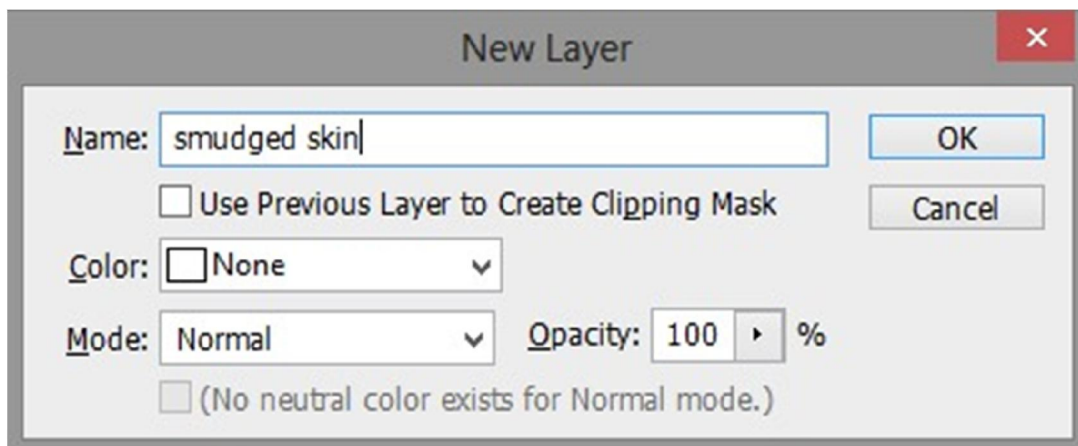 New Layer
Name: smudged skin OK
Use Previous Layer to Create Clipping Mask Cancel
Color: None
Mode: Normal Opacity: 100 %
(No neutral color exists for Normal mode.)